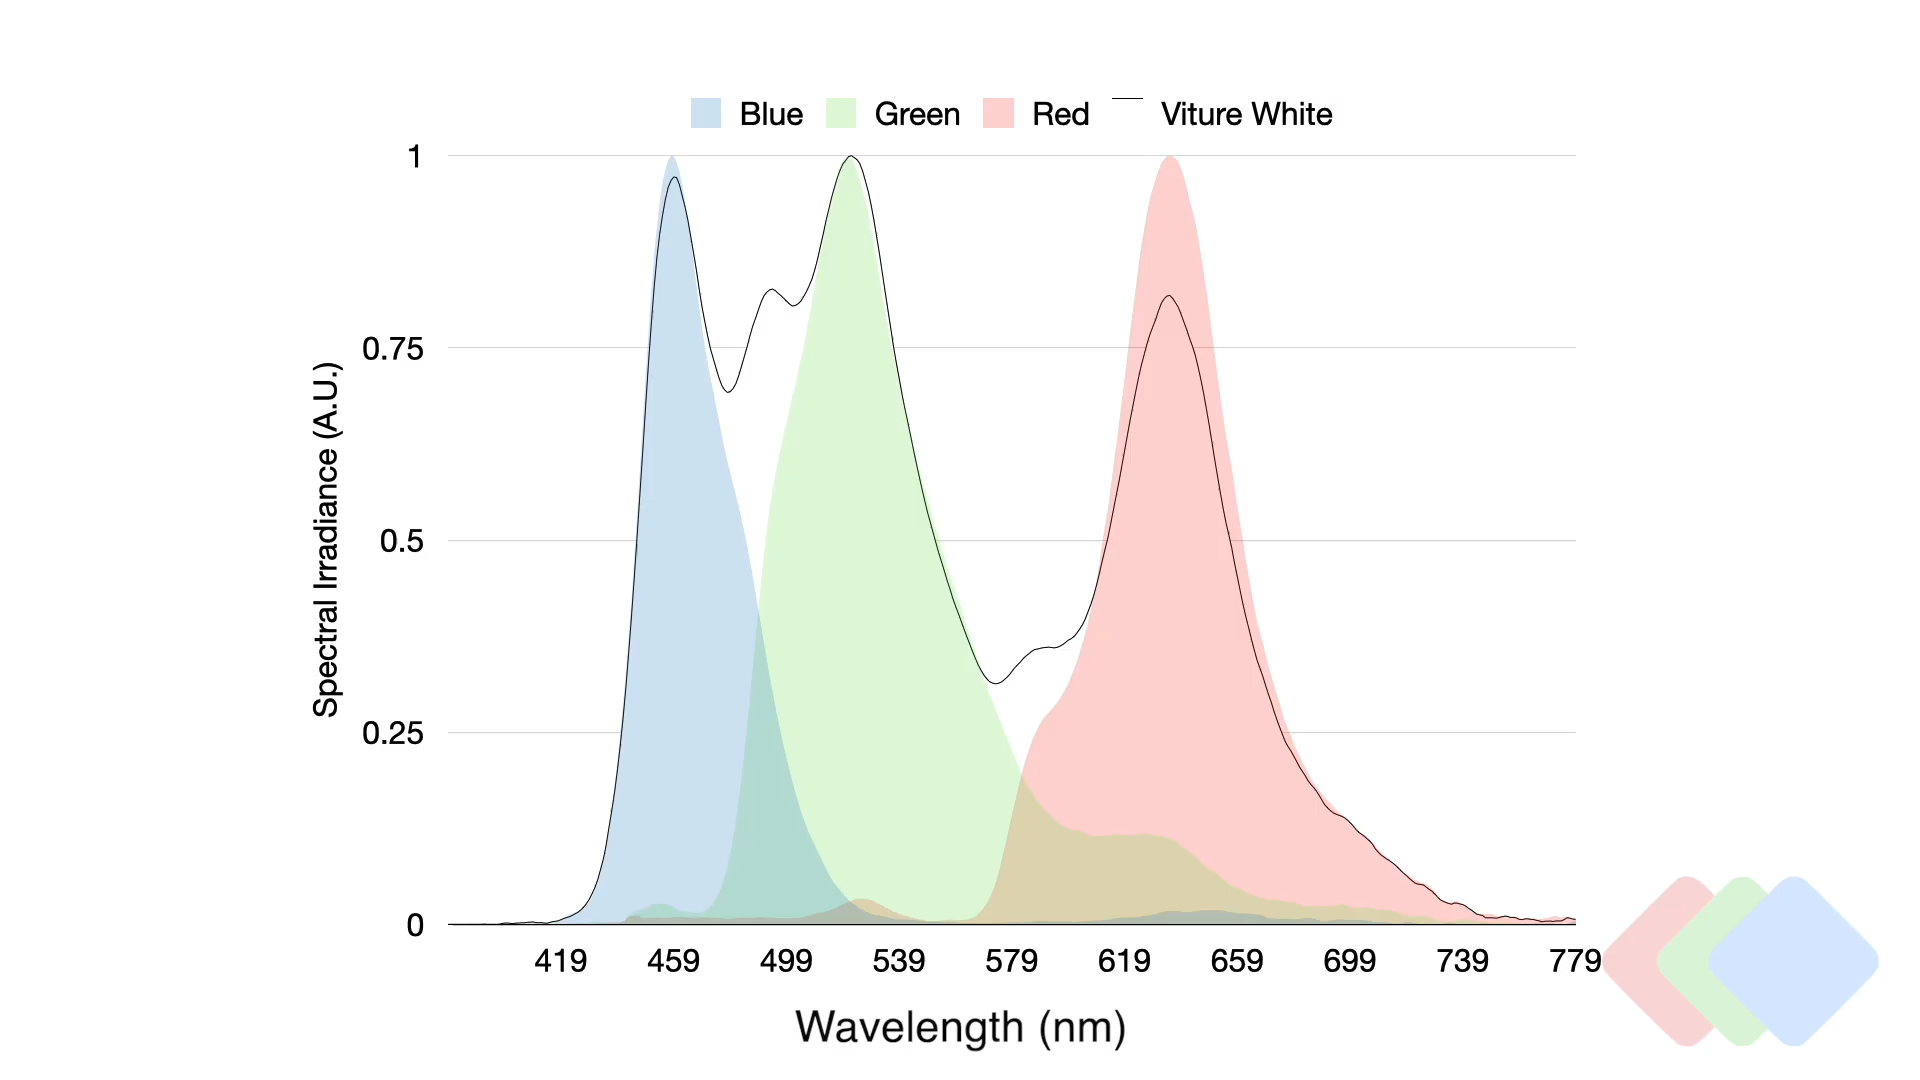 Blue Green Red Viture White
1
0.75
0.5
0.25
0
Spectral Irradiance (A.U.)
419 459 499 539 579 619 659 699 739 779
Wavelength (nm)